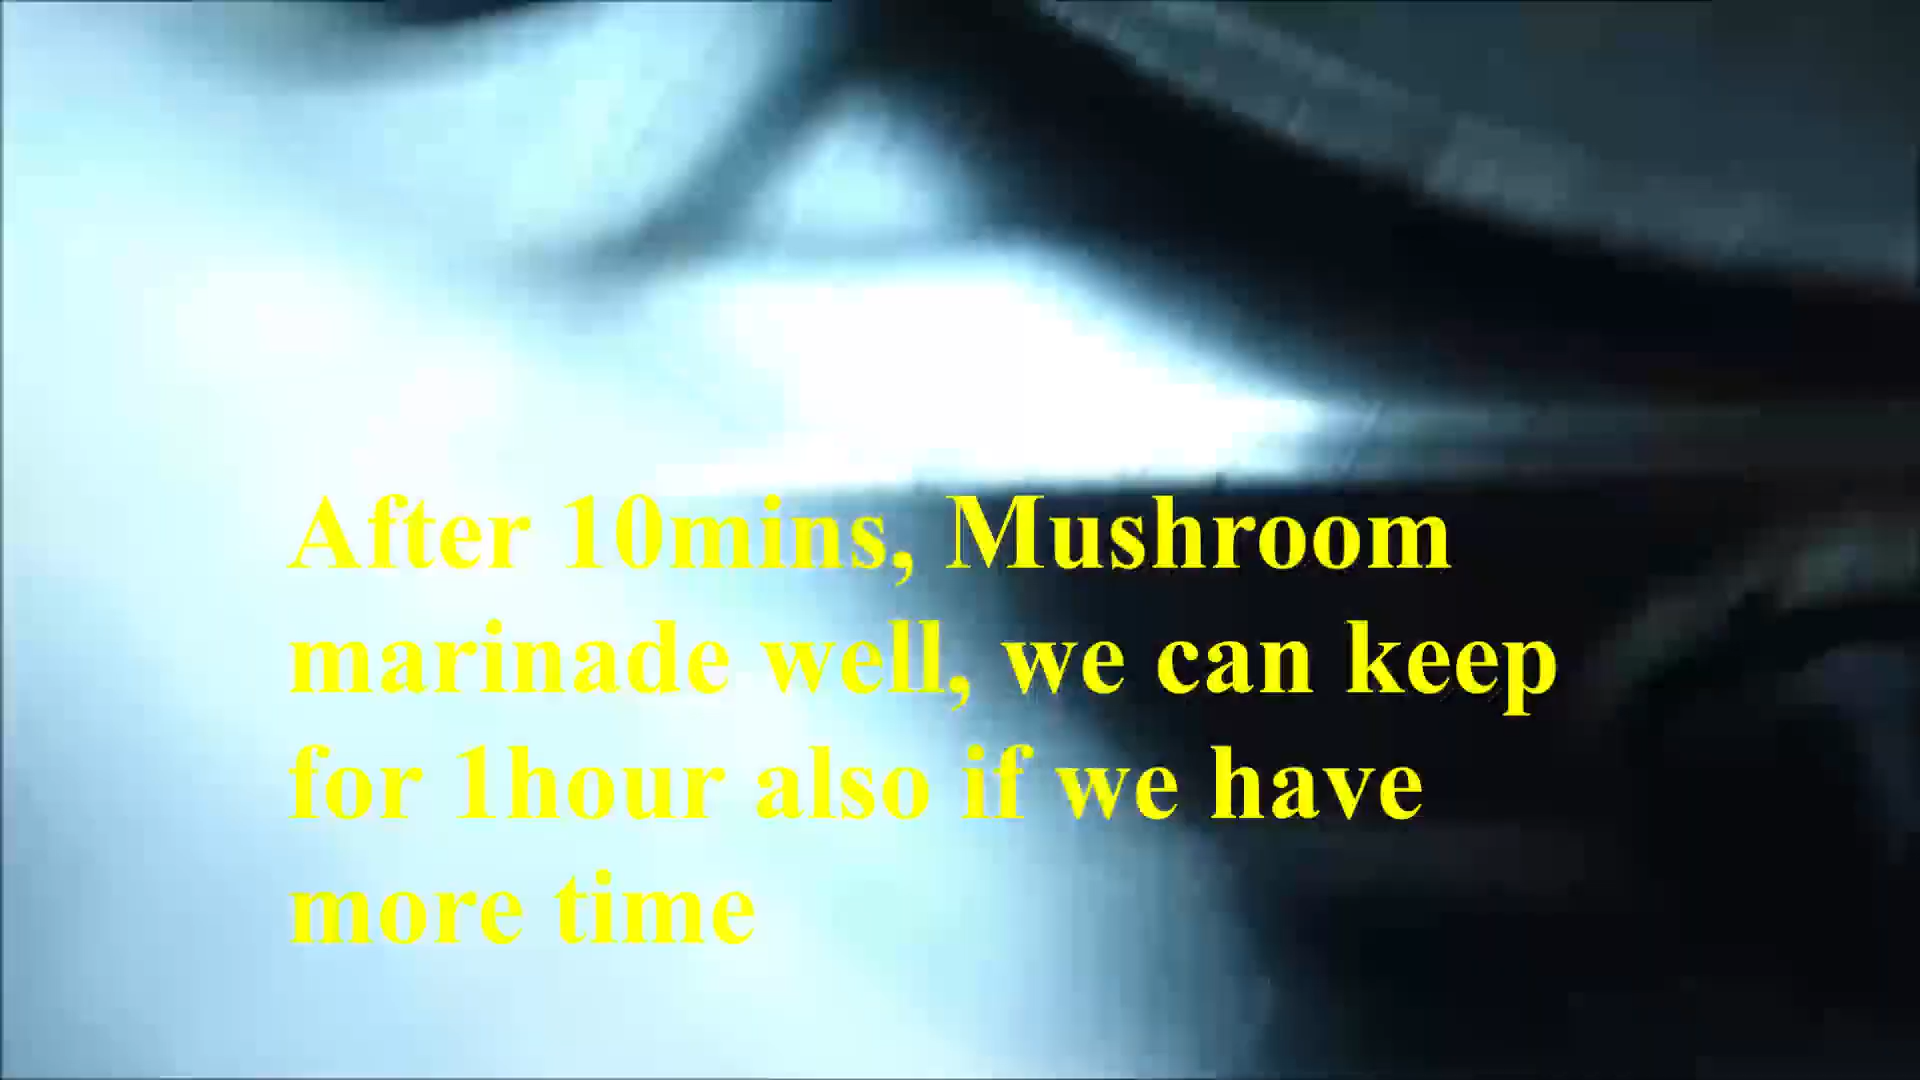 After 10mins, Mushroom
marinade well, we can keep
for 1hour also if we have
more time